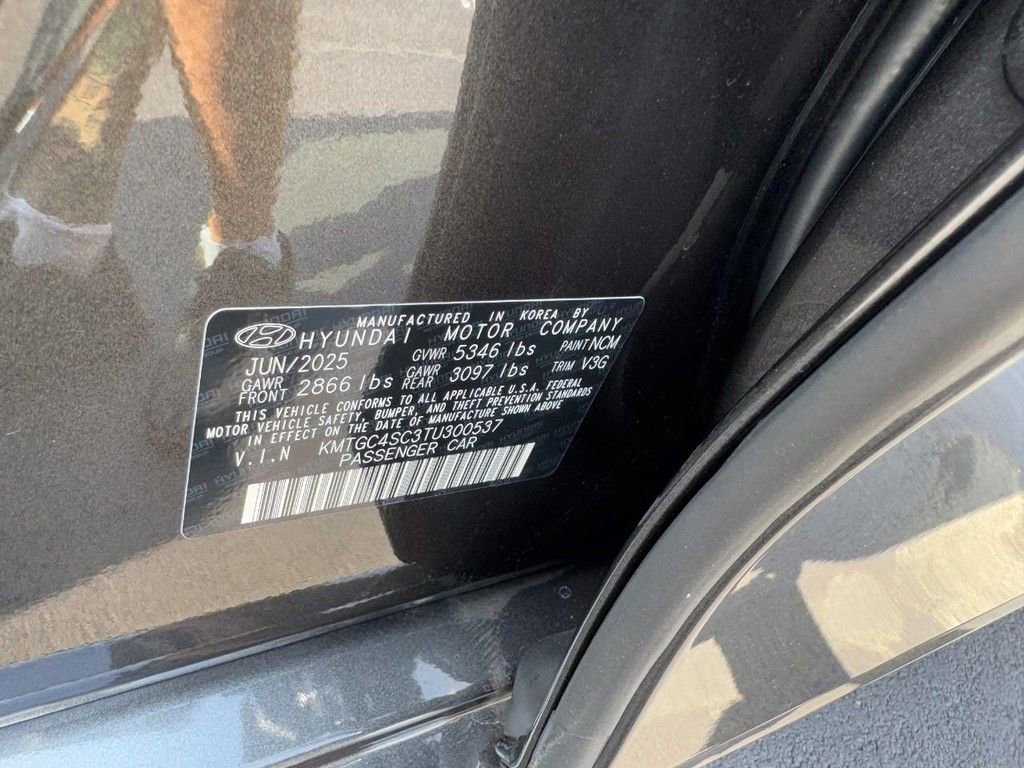 MANUFACTURED IN KOREA BY
HYUNDAI MOTOR COMPANY
JUN/2025 GVWR 5346 lbs PAINT NCM
GAWR FRONT 2866 lbs GAWR REAR 3097 lbs TRIM V3G
THIS VEHICLE CONFORMS TO ALL APPLICABLE U.S.A. FEDERAL
MOTOR VEHICLE SAFETY, BUMPER, AND THEFT PREVENTION STANDARDS
IN EFFECT ON THE DATE OF MANUFACTURE SHOWN ABOVE
V.I.N KMTGC4SC3TU300537
PASSENGER CAR